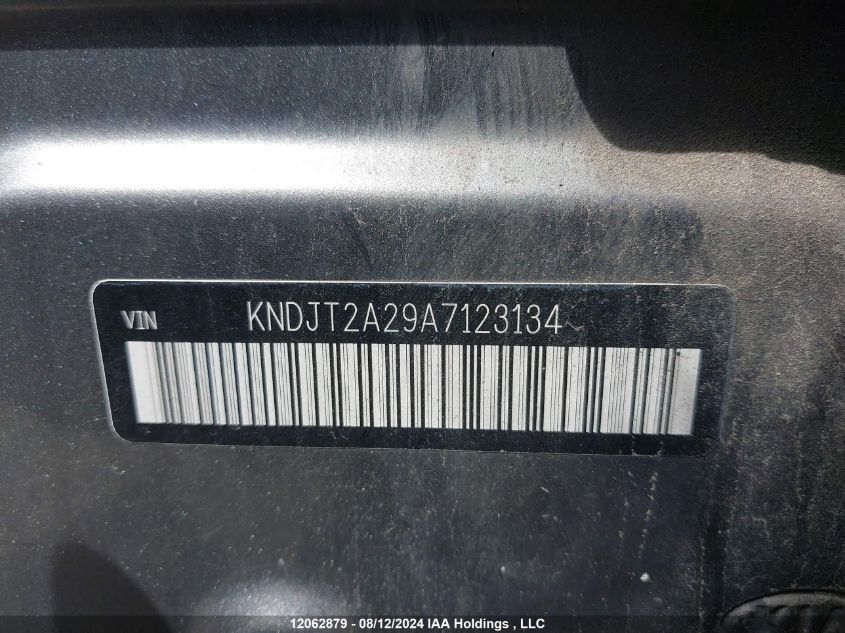 VIN KNDJT2A29A7123134
12062879 - 08/12/2024 IAA Holdings , LLC